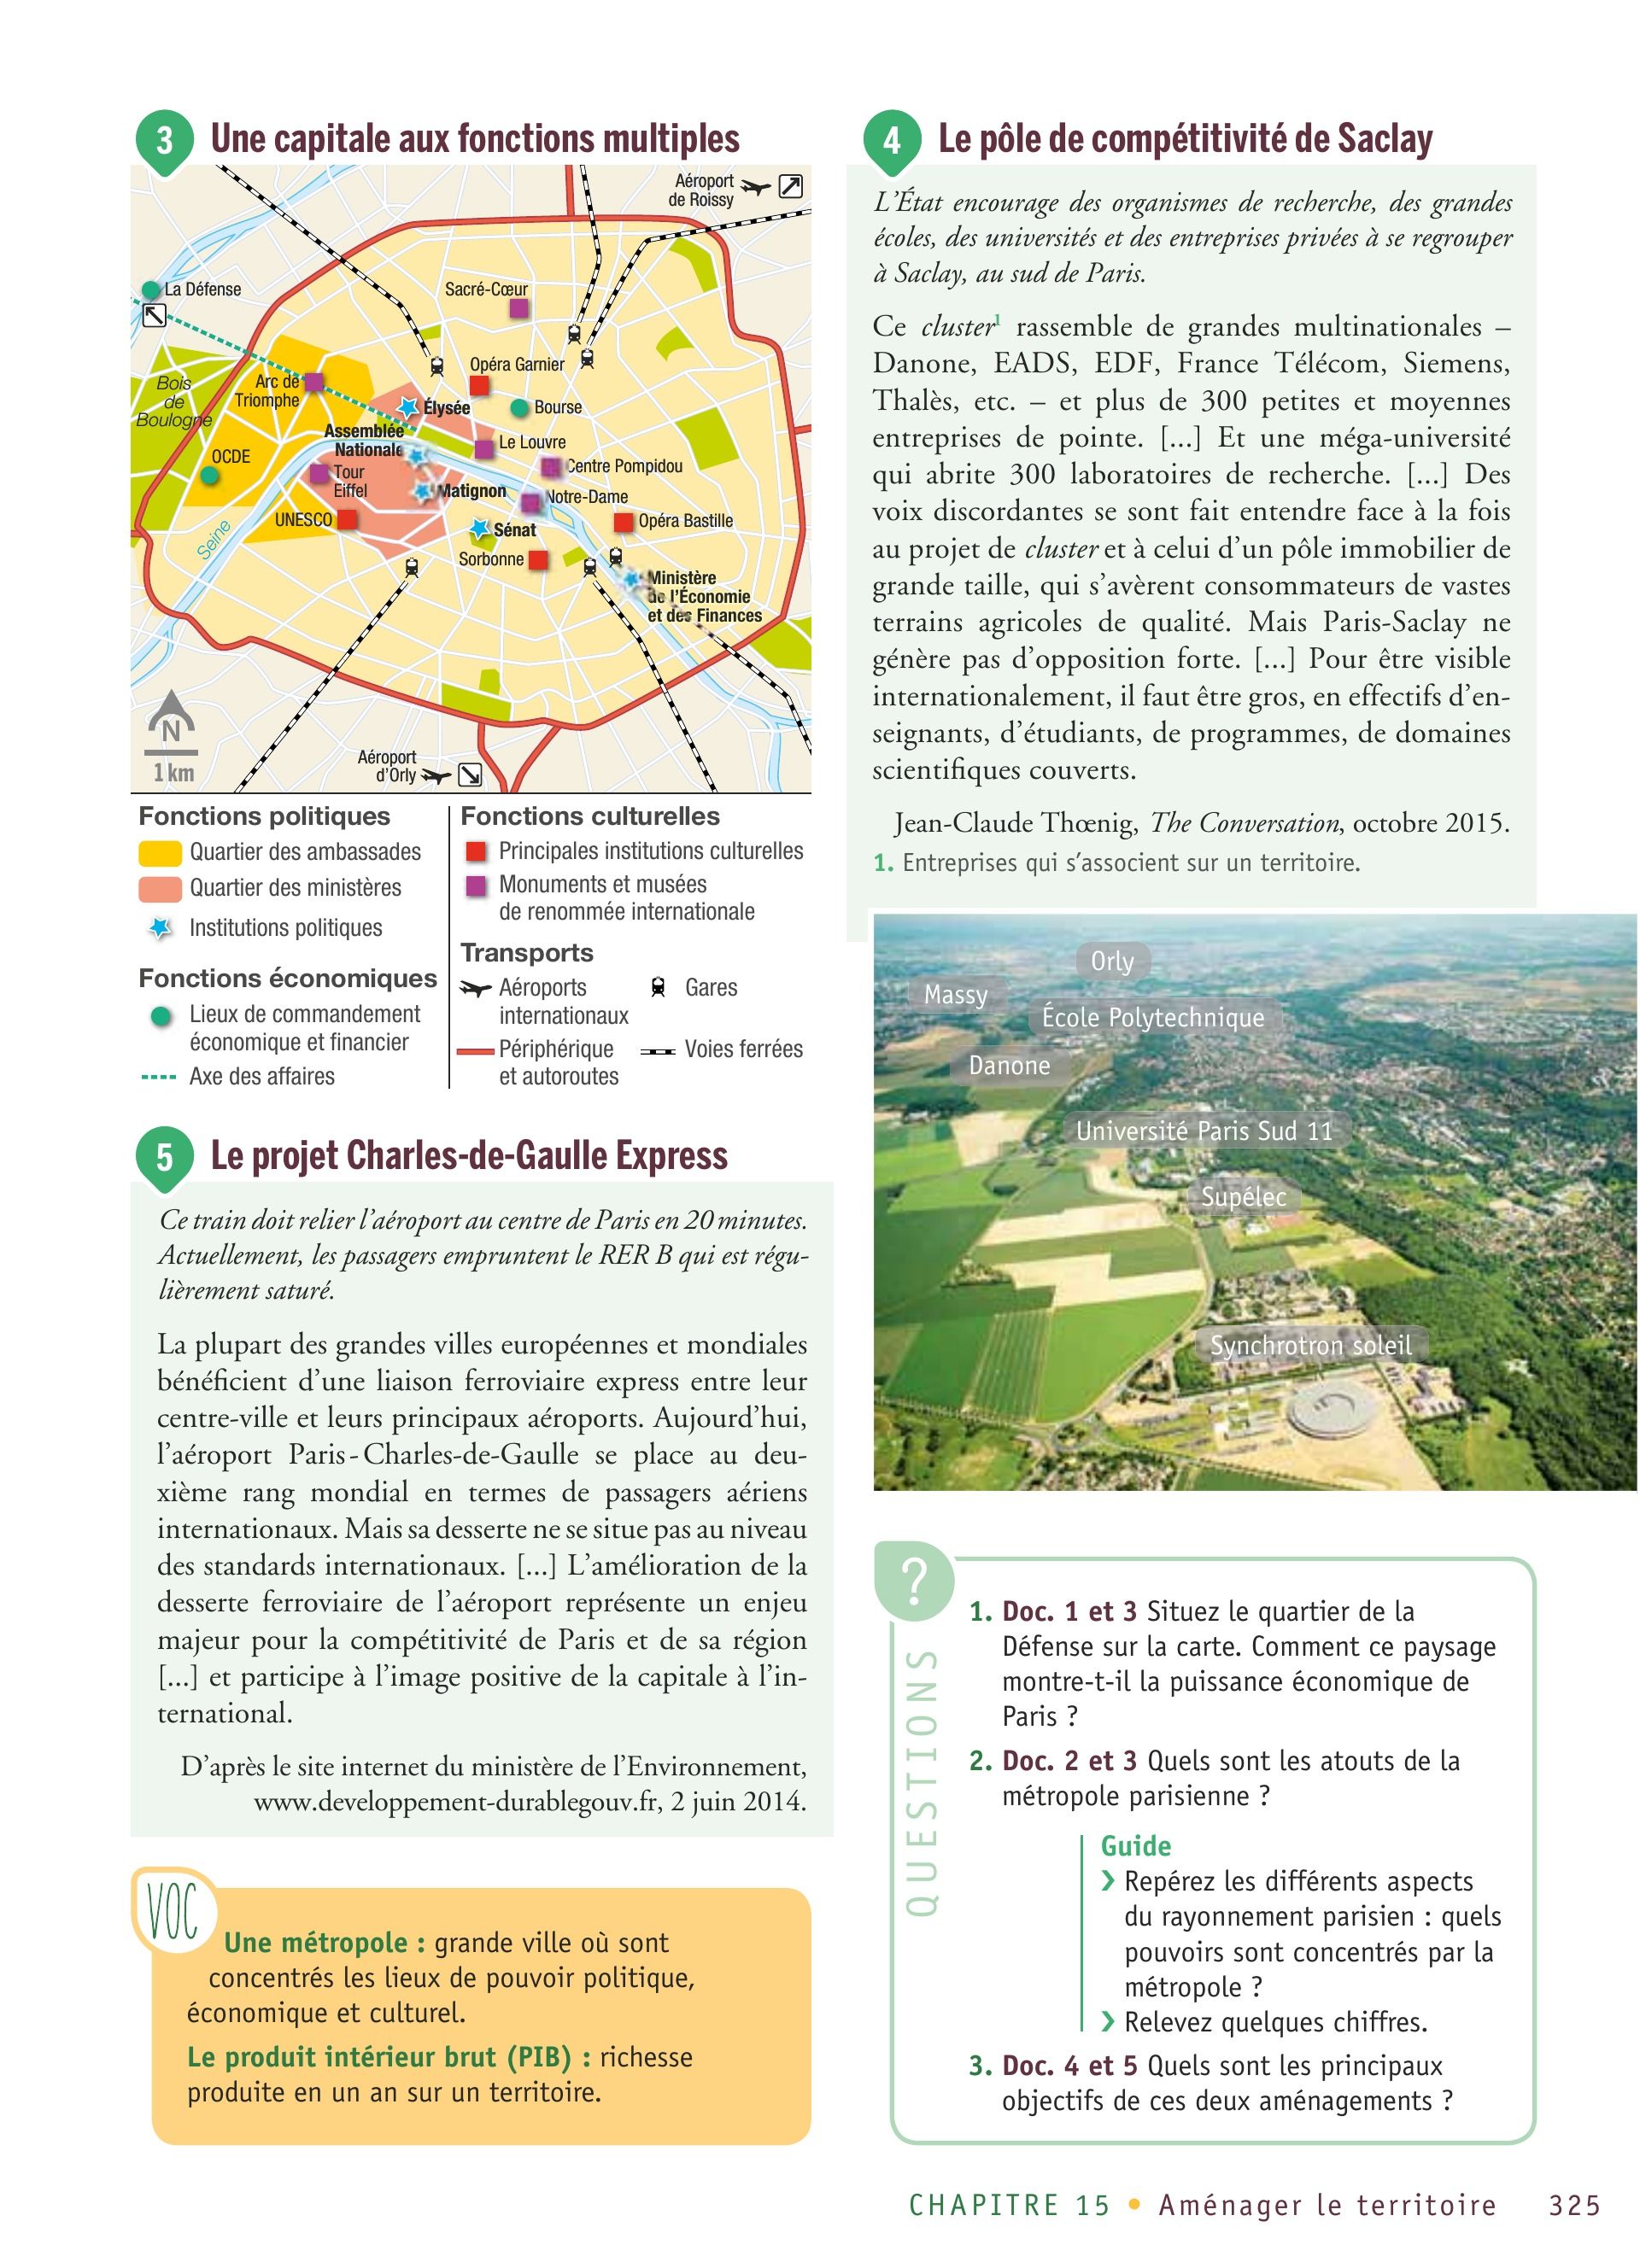 3 Une capitale aux fonctions multiples
Aéroport
de Roissy
La Défense
Sacré-Cœur
Opéra Garnier
Bois
de
Boulogne
Arc de
Triomphe
Élysée
Bourse
Assemblée
Nationale
Le Louvre
OCDE
Tour
Eiffel
Centre Pompidou
Matignon
Notre-Dame
UNESCO
Opéra Bastille
Sénat
Seine
Sorbonne
Ministère
de l'Économie
et des Finances
N
1 km
Aéroport
d'Orly
Fonctions politiques
Quartier des ambassades
Quartier des ministères
Institutions politiques
Fonctions économiques
Lieux de commandement
économique et financier
Axe des affaires
Fonctions culturelles
Principales institutions culturelles
Monuments et musées
de renommée internationale
Transports
Aéroports
internationaux
Gares
Périphérique
et autoroutes
Voies ferrées
5 Le projet Charles-de-Gaulle Express
Ce train doit relier l'aéroport au centre de Paris en 20 minutes.
Actuellement, les passagers empruntent le RER B qui est régu-
lièrement saturé.
La plupart des grandes villes européennes et mondiales
bénéficient d'une liaison ferroviaire express entre leur
centre-ville et leurs principaux aéroports. Aujourd'hui,
l'aéroport Paris-Charles-de-Gaulle se place au deu-
xième rang mondial en termes de passagers aériens
internationaux. Mais sa desserte ne se situe pas au niveau
des standards internationaux. [...] L'amélioration de la
desserte ferroviaire de l'aéroport représente un enjeu
majeur pour la compétitivité de Paris et de sa région
[...] et participe à l'image positive de la capitale à l'in-
ternational.
D'après le site internet du ministère de l'Environnement,
www.developpement-durablegouv.fr, 2 juin 2014.
VOC
Une métropole : grande ville où sont
concentrés les lieux de pouvoir politique,
économique et culturel.
Le produit intérieur brut (PIB) : richesse
produite en un an sur un territoire.
4 Le pôle de compétitivité de Saclay
L'État encourage des organismes de recherche, des grandes
écoles, des universités et des entreprises privées à se regrouper
à Saclay, au sud de Paris.
Ce cluster1 rassemble de grandes multinationales –
Danone, EADS, EDF, France Télécom, Siemens,
Thalès, etc. – et plus de 300 petites et moyennes
entreprises de pointe. [...] Et une méga-université
qui abrite 300 laboratoires de recherche. [...] Des
voix discordantes se sont fait entendre face à la fois
au projet de cluster et à celui d'un pôle immobilier de
grande taille, qui s'avèrent consommateurs de vastes
terrains agricoles de qualité. Mais Paris-Saclay ne
génère pas d'opposition forte. [...] Pour être visible
internationalement, il faut être gros, en effectifs d'en-
seignants, d'étudiants, de programmes, de domaines
scientifiques couverts.
Jean-Claude Thœnig, The Conversation, octobre 2015.
1. Entreprises qui s'associent sur un territoire.
Orly
Massy
École Polytechnique
Danone
Université Paris Sud 11
Supélec
Synchrotron soleil
?
QUESTIONS
1. Doc. 1 et 3 Situez le quartier de la
Défense sur la carte. Comment ce paysage
montre-t-il la puissance économique de
Paris ?
2. Doc. 2 et 3 Quels sont les atouts de la
métropole parisienne ?
Guide
› Repérez les différents aspects
du rayonnement parisien : quels
pouvoirs sont concentrés par la
métropole ?
› Relevez quelques chiffres.
3. Doc. 4 et 5 Quels sont les principaux
objectifs de ces deux aménagements ?
CHAPITRE 15 • Aménager le territoire 325